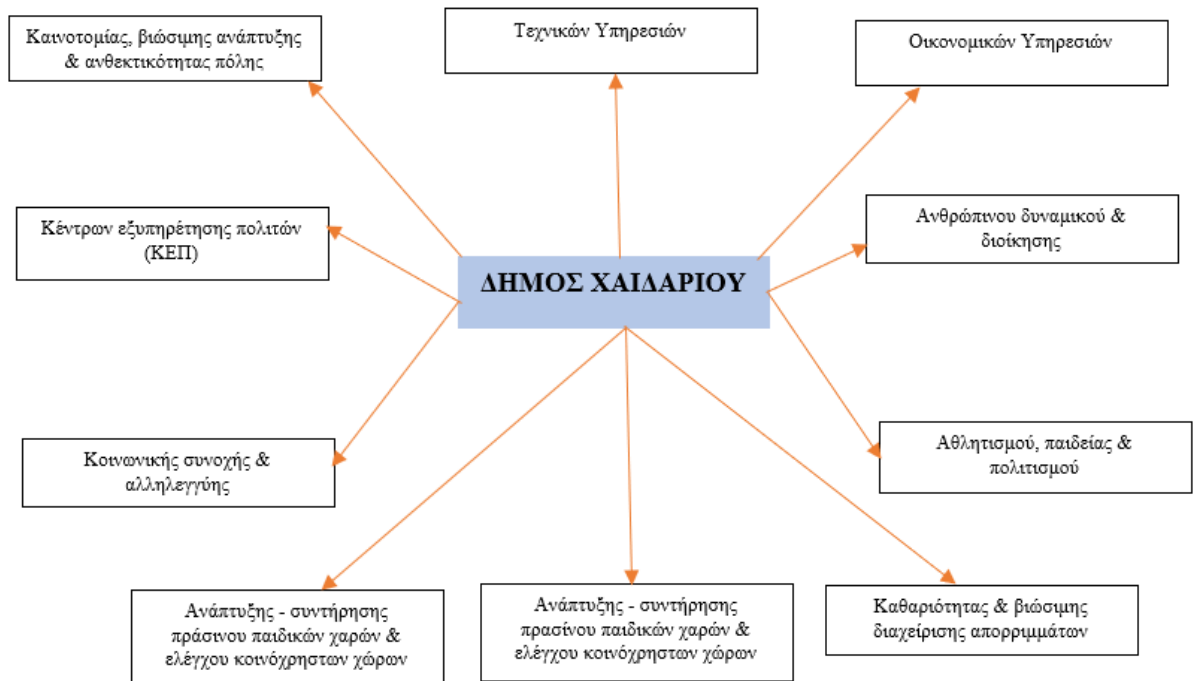 Καινοτομίας, βιώσιμης ανάπτυξης
& ανθεκτικότητας πόλης
Τεχνικών Υπηρεσιών
Οικονομικών Υπηρεσιών
Κέντρων εξυπηρέτησης πολιτών
(ΚΕΠ)
Ανθρώπινου δυναμικού &
διοίκησης
ΔΗΜΟΣ ΧΑΙΔΑΡΙΟΥ
Κοινωνικής συνοχής &
αλληλεγγύης
Αθλητισμού, παιδείας &
πολιτισμού
Ανάπτυξης - συντήρησης
πράσινου παιδικών χαρών &
ελέγχου κοινόχρηστων χώρων
Ανάπτυξης - συντήρησης
πρασίνου παιδικών χαρών &
ελέγχου κοινόχρηστων χώρων
Καθαριότητας & βιώσιμης
διαχείρισης απορριμμάτων